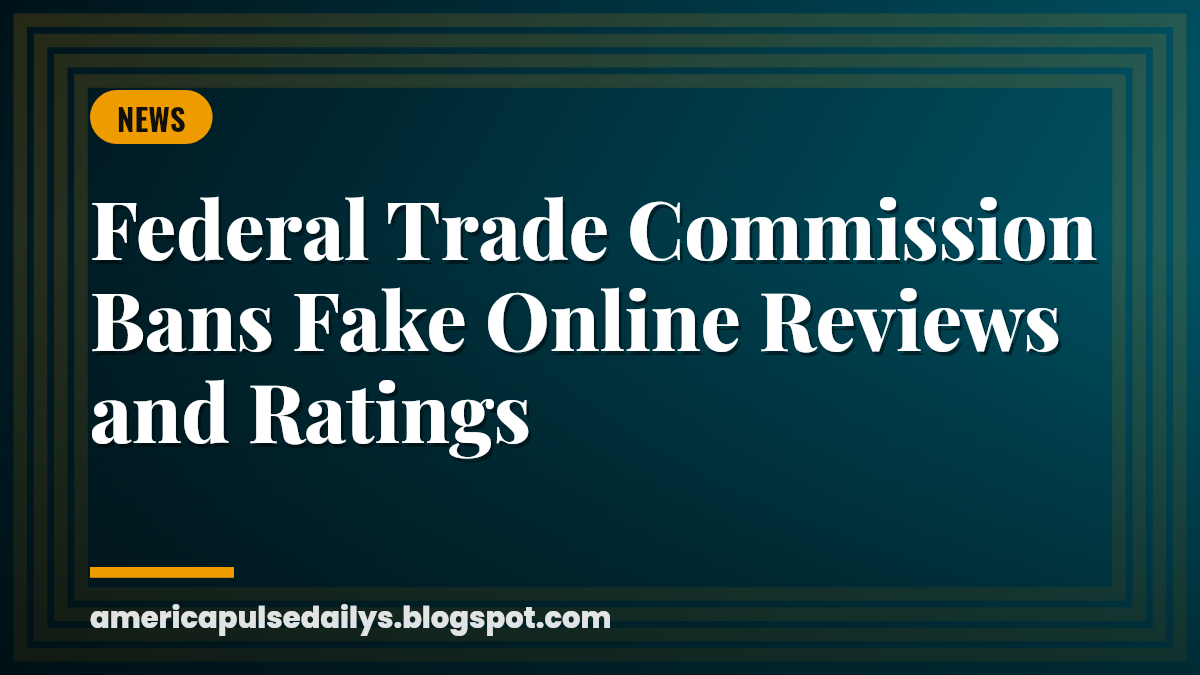 NEWS
Federal Trade Commission
Bans Fake Online Reviews
and Ratings
americapulsedailys.blogspot.com